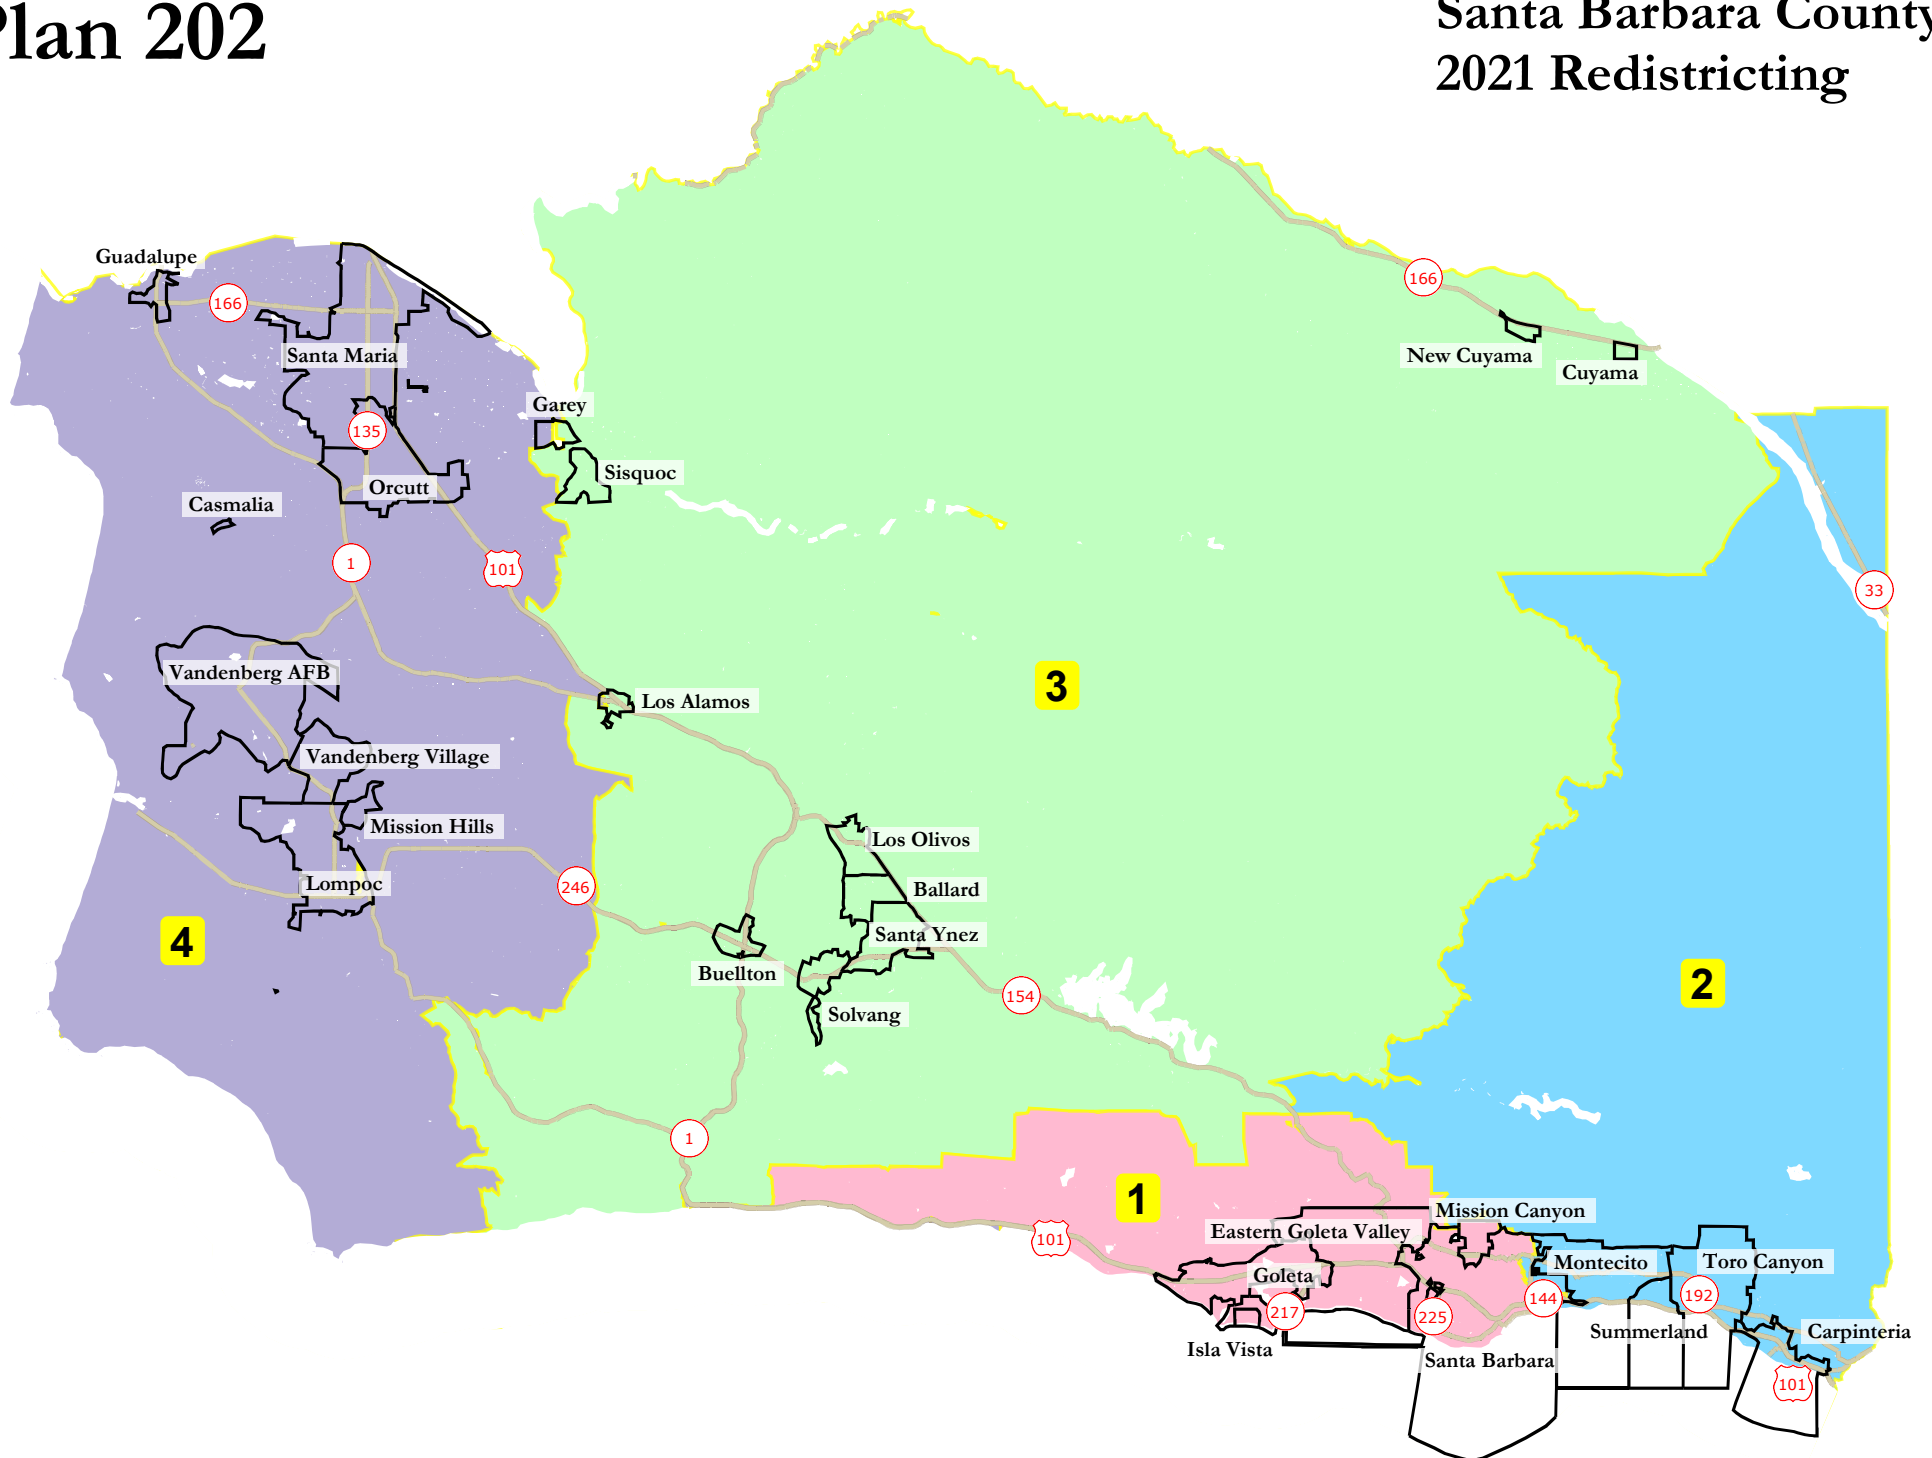 Plan 202
Santa Barbara County
2021 Redistricting
Guadalupe
166
166
Santa Maria
New Cuyama
Cuyama
Garey
135
Sisquoc
Orcutt
Casmalia
1
101
33
Vandenberg AFB
3
Los Alamos
Vandenberg Village
Mission Hills
Los Olivos
Lompoc
246
Ballard
4
Santa Ynez
Buellton
2
154
Solvang
1
1
Mission Canyon
Eastern Goleta Valley
101
Montecito
Toro Canyon
Goleta
192
144
217
225
Summerland
Carpinteria
Isla Vista
Santa Barbara
101